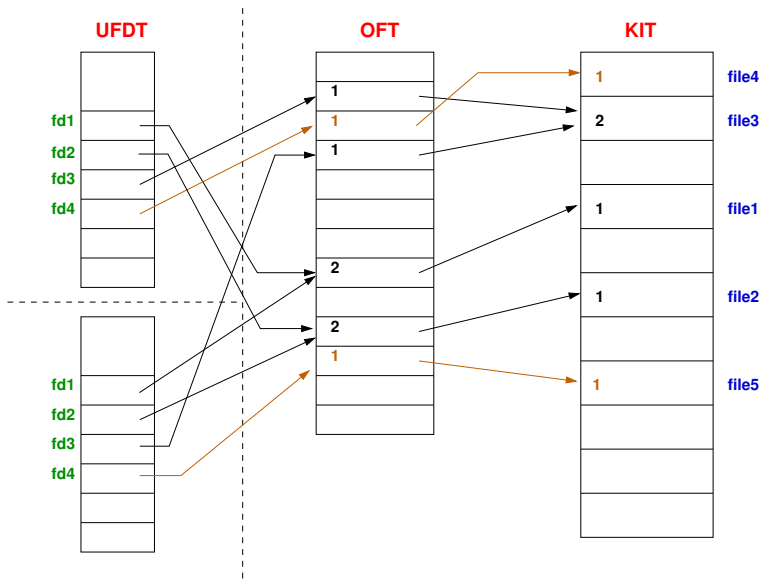 UFDT OFT KIT
1 1 file4
fd1 1 2 file3
fd2 1
fd3
fd4 1 file1
2
1 file2
2
1
fd1 1 file5
fd2
fd3
fd4